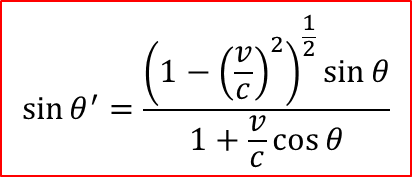 sin θ′ = (1 − (v/c)²)^(1/2) sin θ / (1 + v/c cos θ)